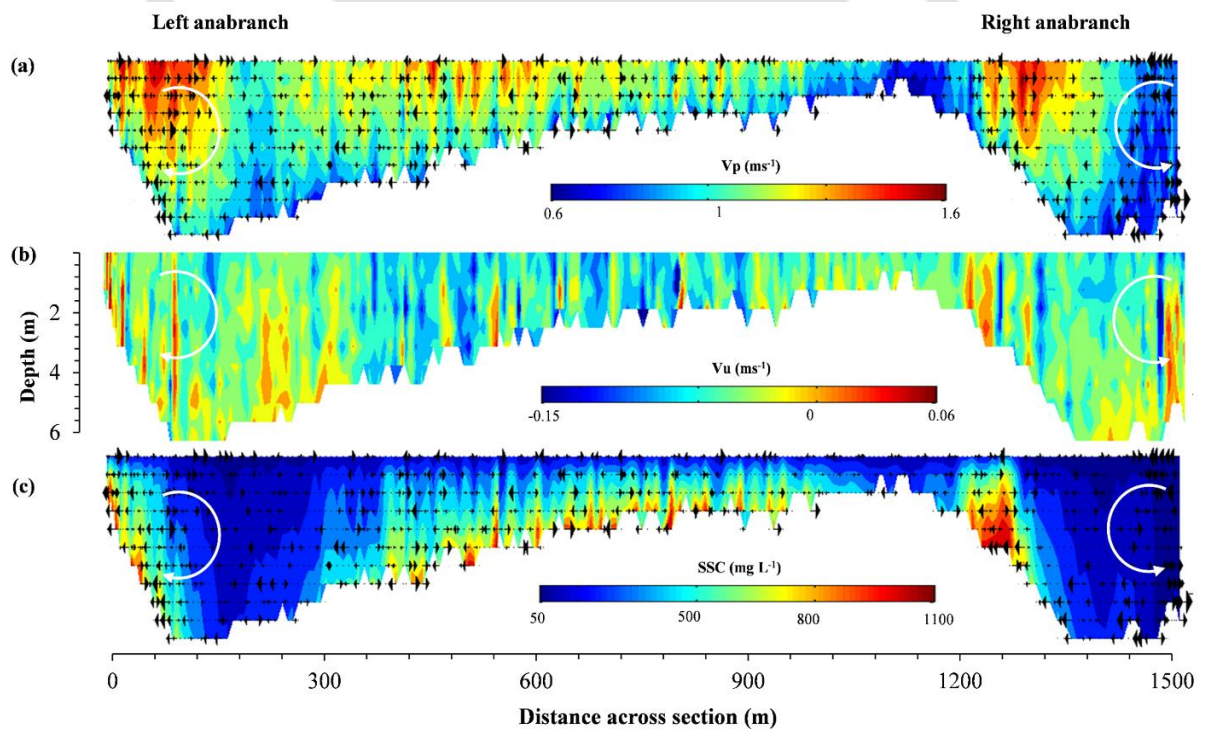 Left anabranch Right anabranch
(a)
Vp (ms⁻¹)
0.6 1 1.6
(b)
Depth (m)
2
4
6
Vu (ms⁻¹)
-0.15 0 0.06
(c)
SSC (mg L⁻¹)
50 500 800 1100
0 300 600 900 1200 1500
Distance across section (m)